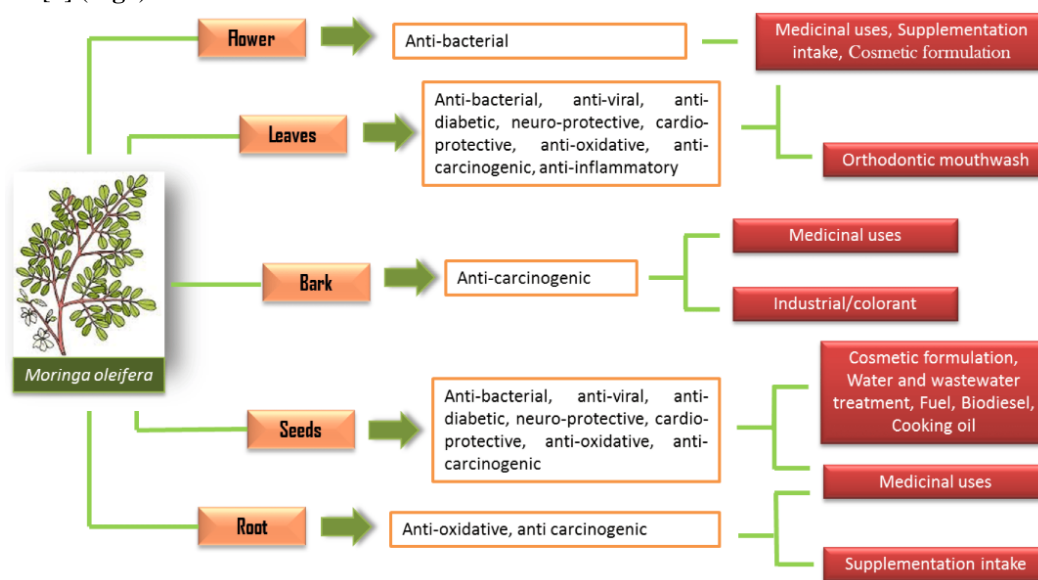 Flower
Anti-bacterial
Medicinal uses, Supplementation
intake, Cosmetic formulation
Leaves
Anti-bacterial, anti-viral, anti-
diabetic, neuro-protective, cardio-
protective, anti-oxidative, anti-
carcinogenic, anti-inflammatory
Orthodontic mouthwash
Moringa oleifera
Bark
Anti-carcinogenic
Medicinal uses
Industrial/colorant
Seeds
Anti-bacterial, anti-viral, anti-
diabetic, neuro-protective, cardio-
protective, anti-oxidative, anti-
carcinogenic
Cosmetic formulation,
Water and wastewater
treatment, Fuel, Biodiesel,
Cooking oil
Medicinal uses
Root
Anti-oxidative, anti carcinogenic
Supplementation intake